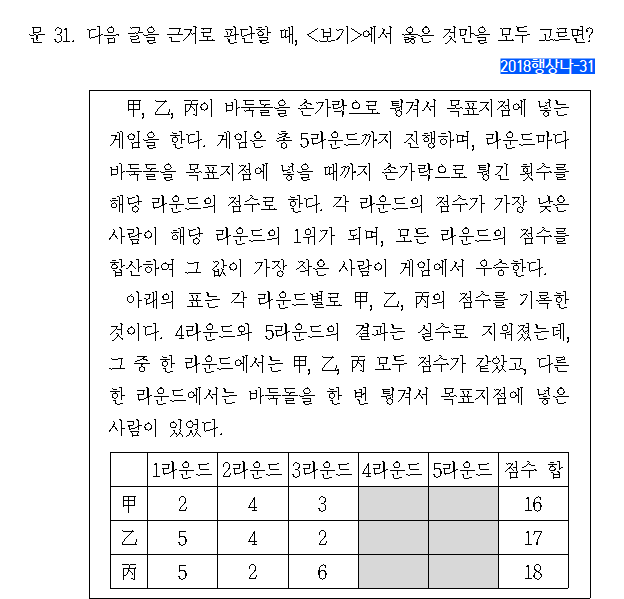 문 31. 다음 글을 근거로 판단할 때, <보기>에서 옳은 것만을 모두 고르면?
2018행상나-31
甲, 乙, 丙이 바둑돌을 손가락으로 튕겨서 목표지점에 넣는
게임을 한다. 게임은 총 5라운드까지 진행하며, 라운드마다
바둑돌을 목표지점에 넣을 때까지 손가락으로 튕긴 횟수를
해당 라운드의 점수로 한다. 각 라운드의 점수가 가장 낮은
사람이 해당 라운드의 1위가 되며, 모든 라운드의 점수를
합산하여 그 값이 가장 작은 사람이 게임에서 우승한다.
아래의 표는 각 라운드별로 甲, 乙, 丙의 점수를 기록한
것이다. 4라운드와 5라운드의 결과는 실수로 지워졌는데,
그 중 한 라운드에서는 甲, 乙, 丙 모두 점수가 같았고, 다른
한 라운드에서는 바둑돌을 한 번 튕겨서 목표지점에 넣은
사람이 있었다.
1라운드 2라운드 3라운드 4라운드 5라운드 점수 합
甲 2 4 3 16
乙 5 4 2 17
丙 5 2 6 18